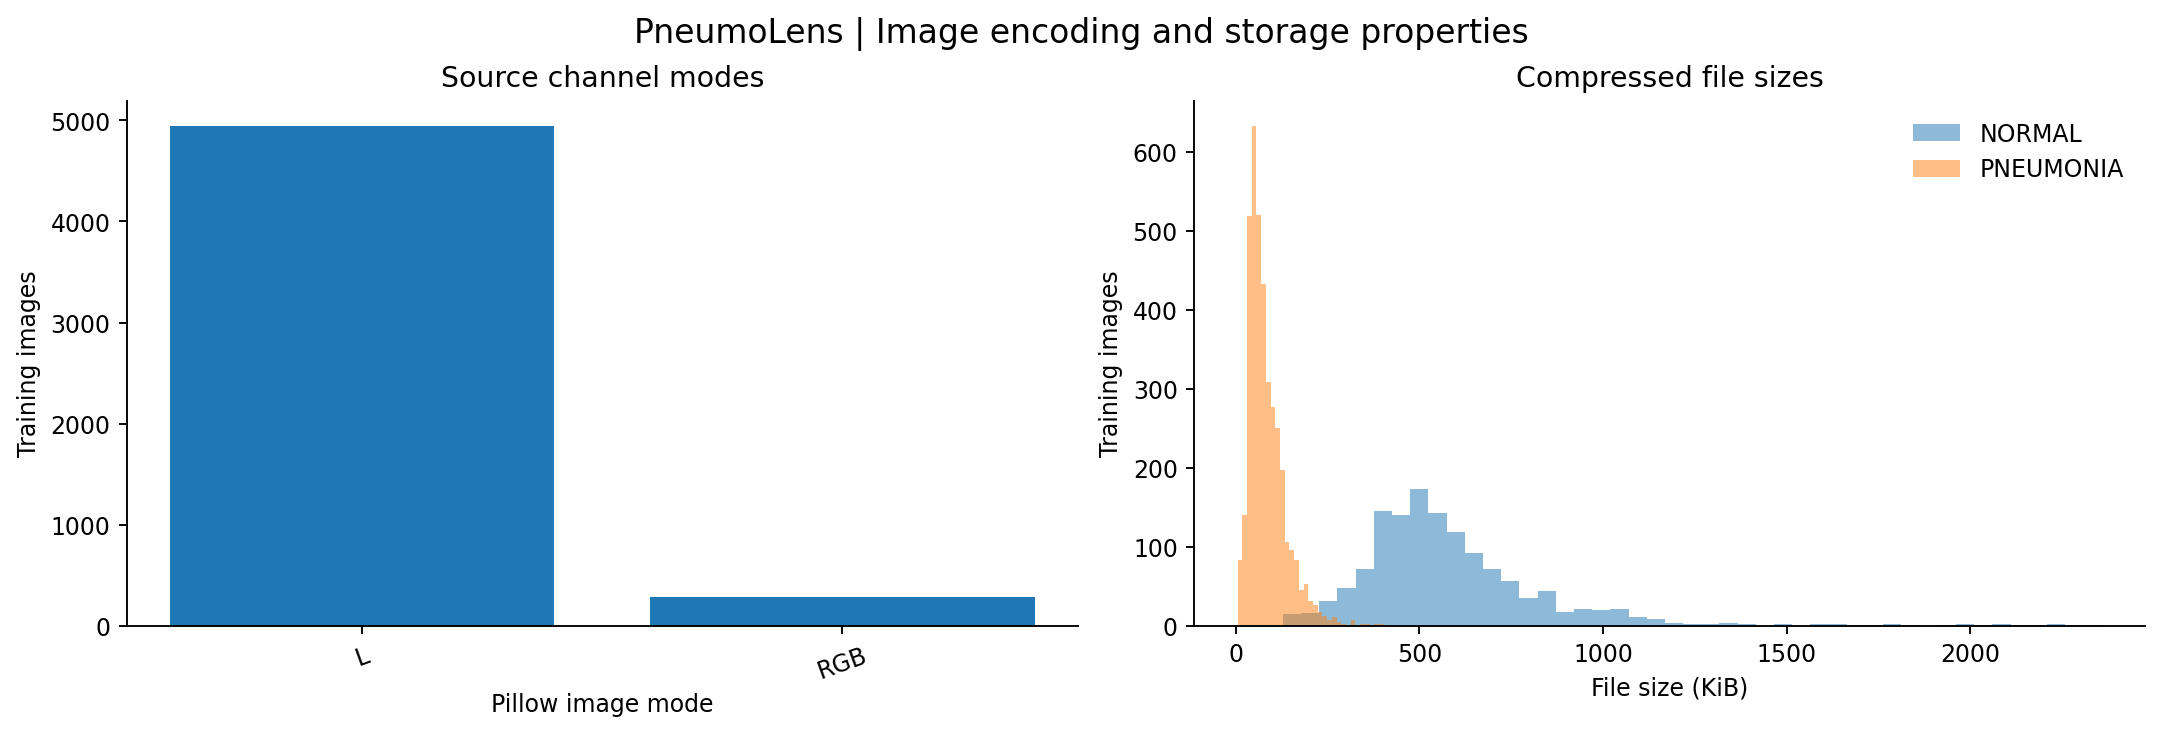 PneumoLens | Image encoding and storage properties
Source channel modes
Training images
5000
4000
3000
2000
1000
0
L
RGB
Pillow image mode
Compressed file sizes
Training images
600
500
400
300
200
100
0
0
500
1000
1500
2000
File size (KiB)
NORMAL
PNEUMONIA